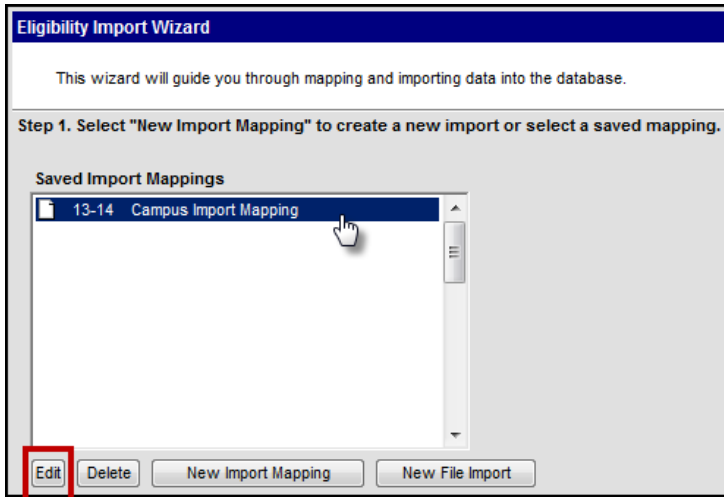 Eligibility Import Wizard
This wizard will guide you through mapping and importing data into the database.
Step 1. Select "New Import Mapping" to create a new import or select a saved mapping.
Saved Import Mappings
13-14 Campus Import Mapping
Edit Delete New Import Mapping New File Import